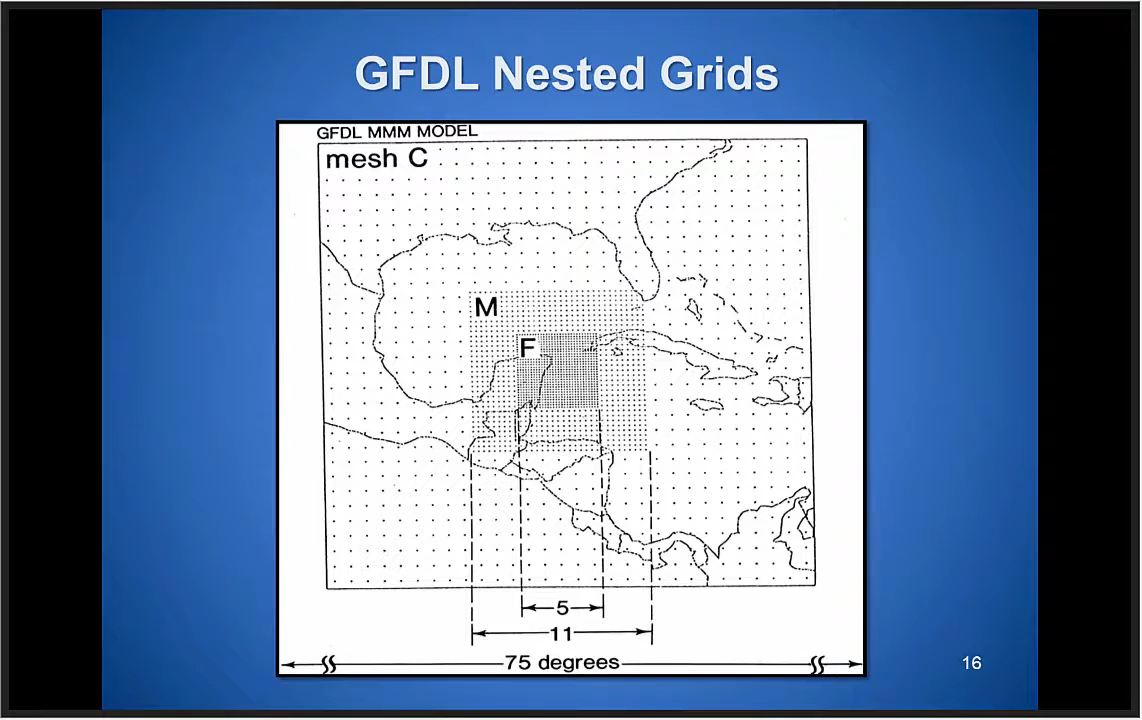 GFDL Nested Grids
GFDL MMM MODEL
mesh C
M
F
5
11
75 degrees
16